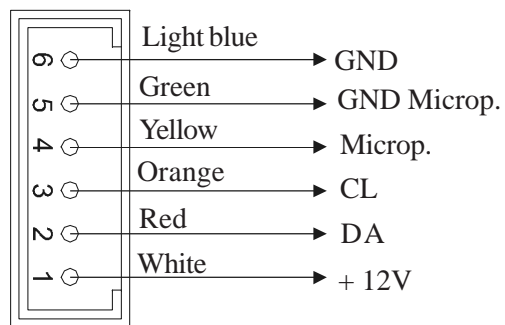 6 Light blue GND
5 Green GND Microp.
4 Yellow Microp.
3 Orange CL
2 Red DA
1 White + 12V